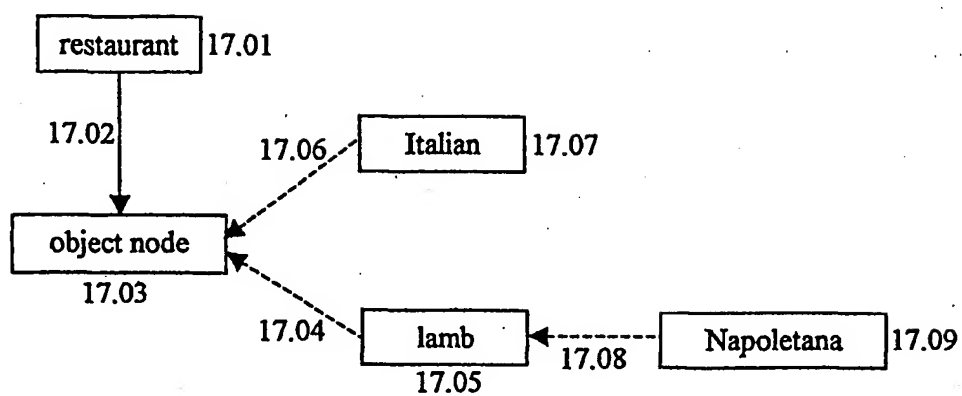 restaurant 17.01
17.02
17.06 Italian 17.07
object node
17.03
17.04 lamb 17.08 Napoletana 17.09
17.05